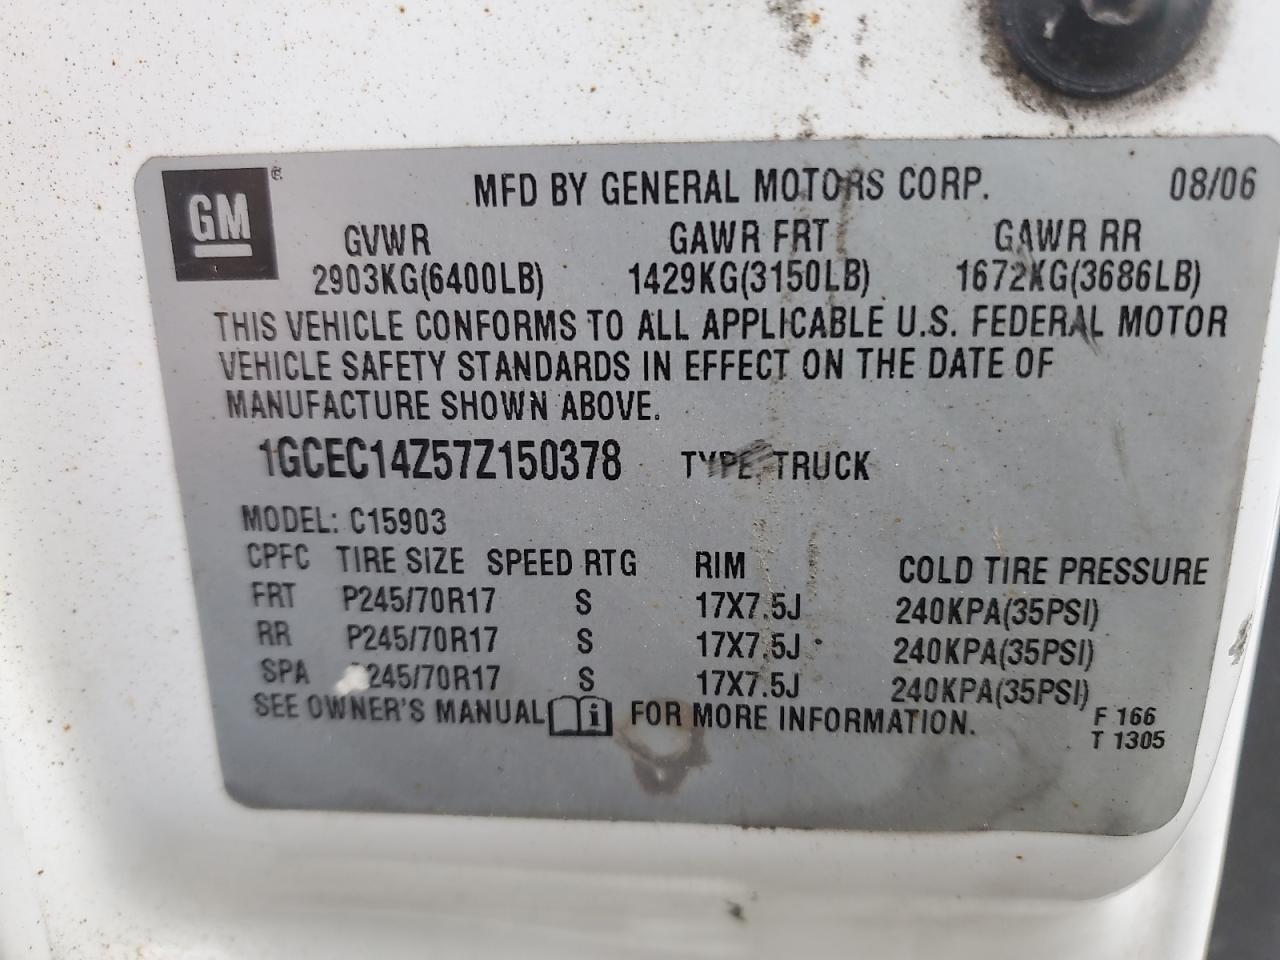 GM
MFD BY GENERAL MOTORS CORP. 08/06
GVWR GAWR FRT GAWR RR
2903KG(6400LB) 1429KG(3150LB) 1672KG(3686LB)
THIS VEHICLE CONFORMS TO ALL APPLICABLE U.S. FEDERAL MOTOR
VEHICLE SAFETY STANDARDS IN EFFECT ON THE DATE OF
MANUFACTURE SHOWN ABOVE.
1GCEC14Z57Z150378 TYPE: TRUCK
MODEL: C15903
CPFC TIRE SIZE SPEED RTG RIM COLD TIRE PRESSURE
FRT P245/70R17 S 17X7.5J 240KPA(35PSI)
RR P245/70R17 S 17X7.5J 240KPA(35PSI)
SPA 245/70R17 S 17X7.5J 240KPA(35PSI)
SEE OWNER'S MANUAL i FOR MORE INFORMATION.
F 166
T 1305